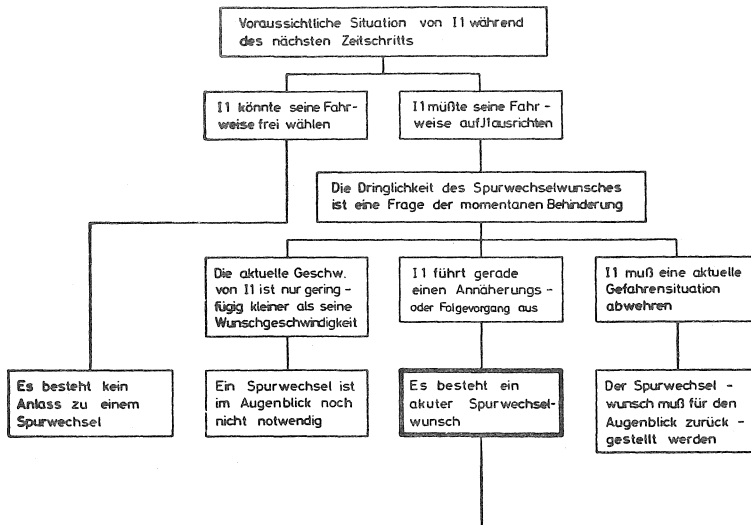 Voraussichtliche Situation von I1 während
des nächsten Zeitschritts
I1 könnte seine Fahr-
weise frei wählen
I1 müßte seine Fahr-
weise auf J1 ausrichten
Die Dringlichkeit des Spurwechselwunsches
ist eine Frage der momentanen Behinderung
Die aktuelle Geschw.
von I1 ist nur gering-
fügig kleiner als seine
Wunschgeschwindigkeit
I1 führt gerade
einen Annäherungs-
oder Folgevorgang aus
I1 muß eine aktuelle
Gefahrensituation
abwehren
Es besteht kein
Anlass zu einem
Spurwechsel
Ein Spurwechsel ist
im Augenblick noch
nicht notwendig
Es besteht ein
akuter Spurwechsel-
wunsch
Der Spurwechsel-
wunsch muß für den
Augenblick zurück-
gestellt werden